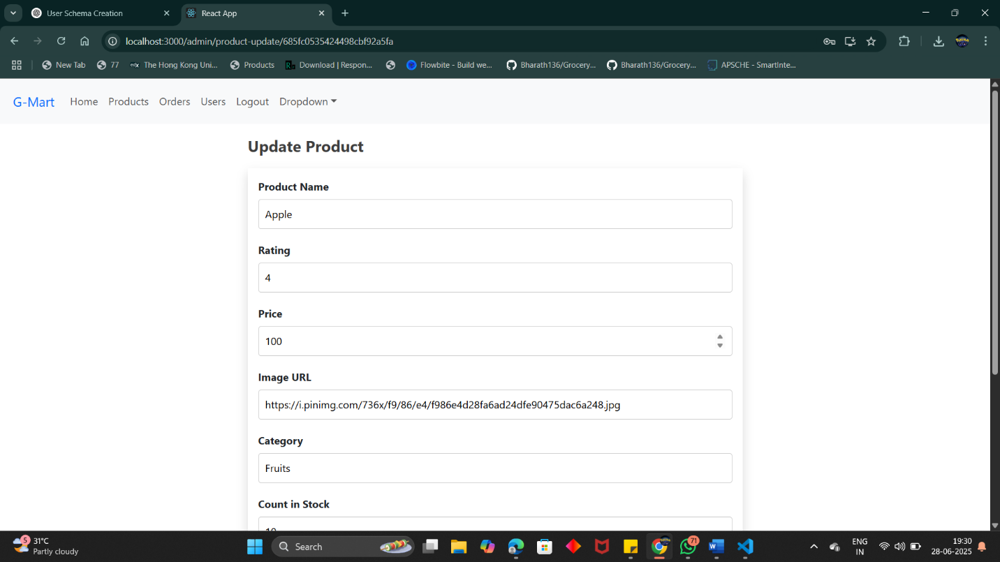 User Schema Creation
React App
localhost:3000/admin/product-update/685fc0535424498cbf92a5fa
New Tab
77
edX
The Hong Kong Uni...
Products
Download | Respon...
Flowbite - Build we...
Bharath136/Grocery...
Bharath136/Grocery...
APSCHE - SmartInte...
G-Mart
Home
Products
Orders
Users
Logout
Dropdown
Update Product
Product Name
Apple
Rating
4
Price
100
Image URL
https://i.pinimg.com/736x/f9/86/e4/f986e4d28fa6ad24dfe90475dac6a248.jpg
Category
Fruits
Count in Stock
10
5
31°C
Partly cloudy
Search
71
ENG
IN
19:30
28-06-2025